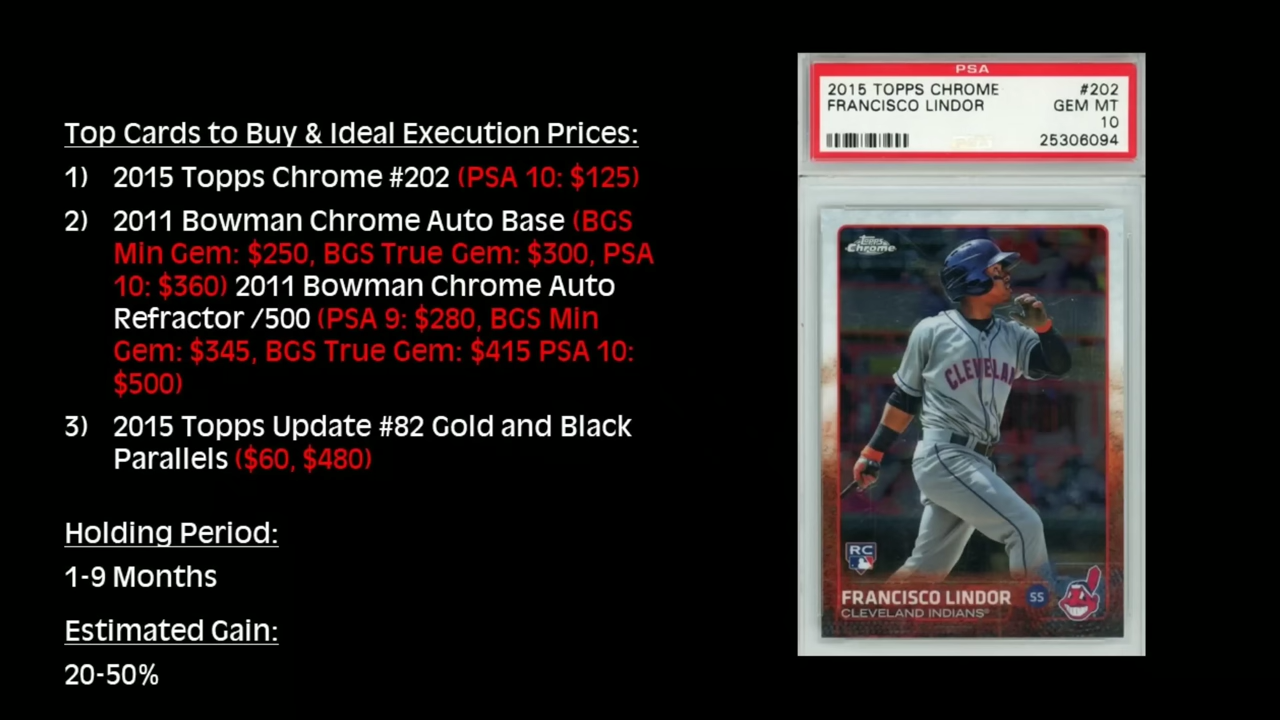 Top Cards to Buy & Ideal Execution Prices:
1) 2015 Topps Chrome #202 (PSA 10: $125)
2) 2011 Bowman Chrome Auto Base (BGS
Min Gem: $250, BGS True Gem: $300, PSA
10: $360) 2011 Bowman Chrome Auto
Refractor /500 (PSA 9: $280, BGS Min
Gem: $345, BGS True Gem: $415 PSA 10:
$500)
3) 2015 Topps Update #82 Gold and Black
Parallels ($60, $480)
Holding Period:
1-9 Months
Estimated Gain:
20-50%
PSA
2015 TOPPS CHROME #202
FRANCISCO LINDOR GEM MT
10
25306094
Topps
Chrome
CLEVELAN
RC
FRANCISCO LINDOR SS
CLEVELAND INDIANS®